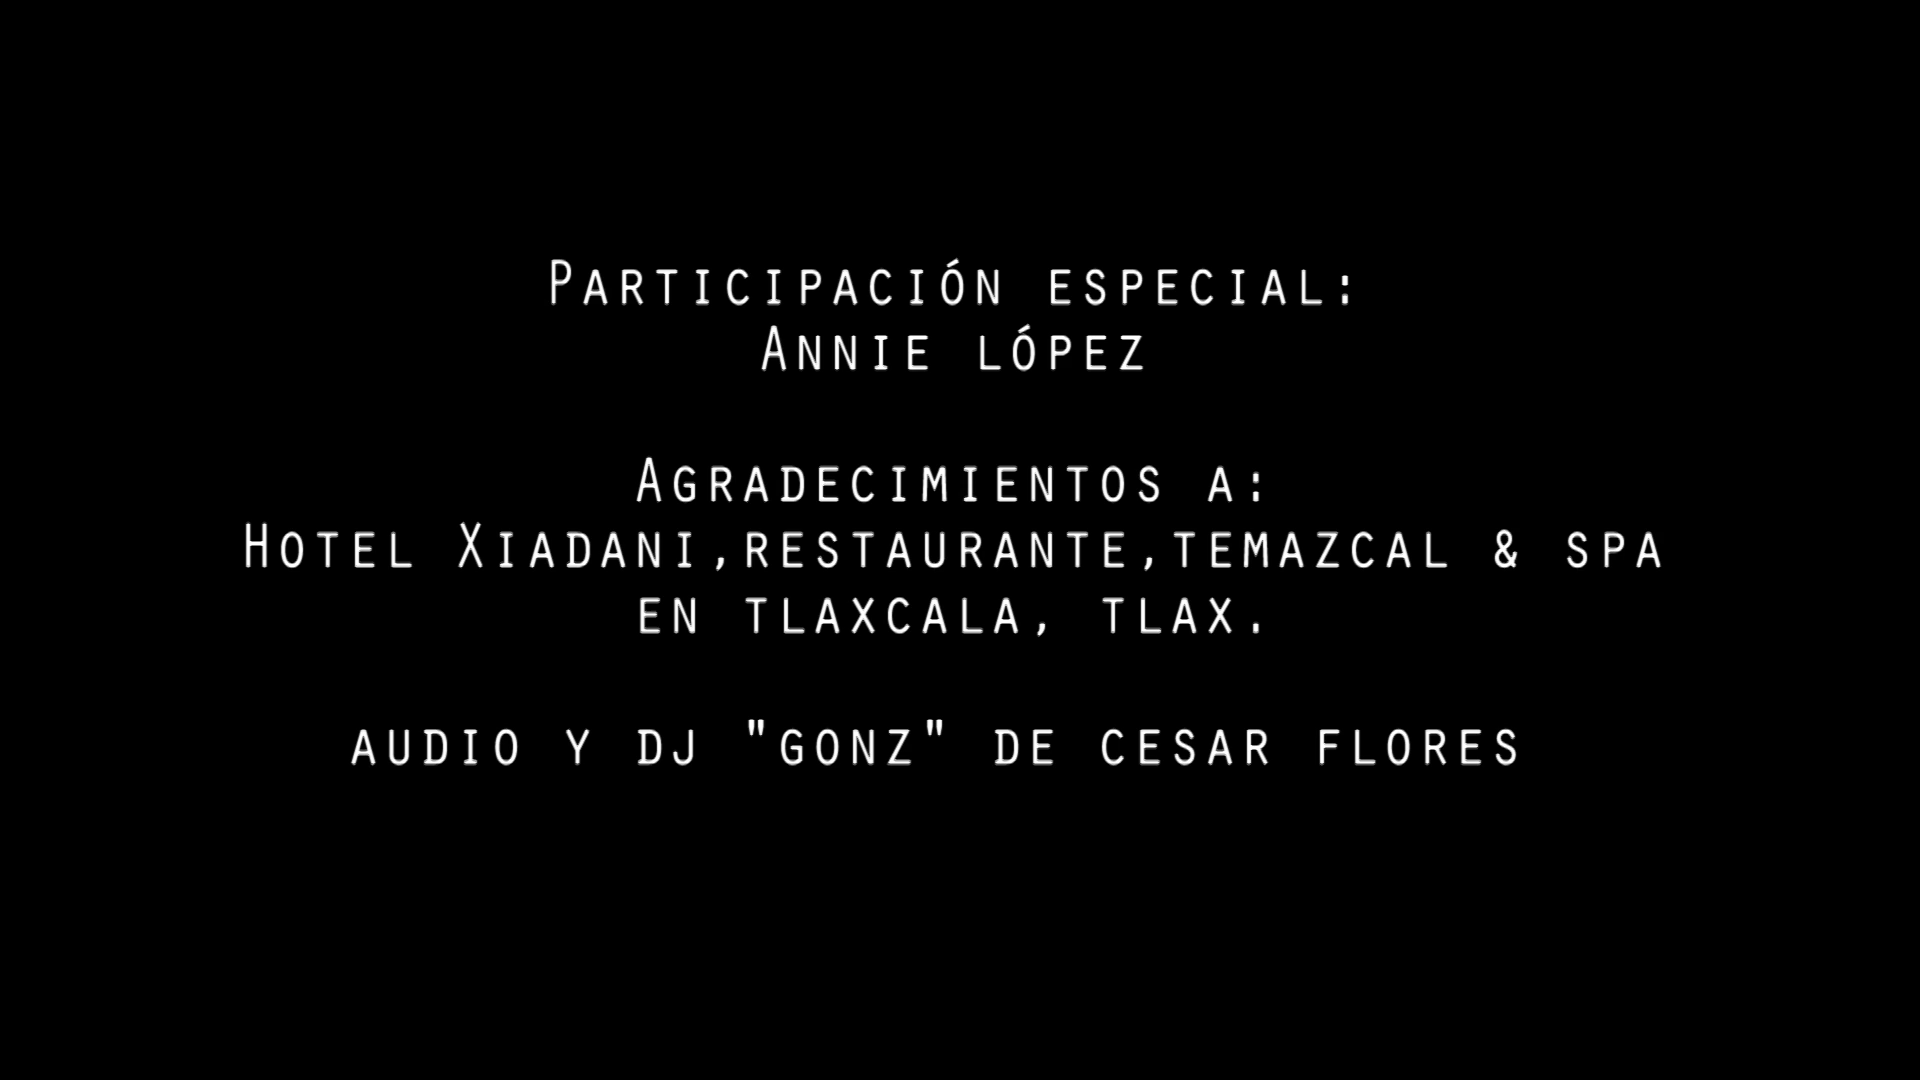 Participación especial:
Annie lópez
Agradecimientos a:
Hotel Xiadani,restaurante,temazcal & spa
en tlaxcala, tlax.
audio y dj "gonz" de cesar flores